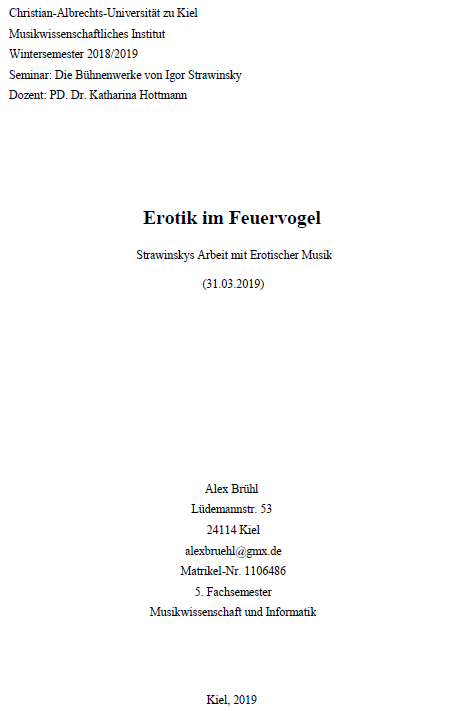 Christian-Albrechts-Universität zu Kiel
Musikwissenschaftliches Institut
Wintersemester 2018/2019
Seminar: Die Bühnenwerke von Igor Strawinsky
Dozent: PD. Dr. Katharina Hottmann
Erotik im Feuervogel
Strawinskys Arbeit mit Erotischer Musik
(31.03.2019)
Alex Brühl
Lüdemannstr. 53
24114 Kiel
alexbruehl@gmx.de
Matrikel-Nr. 1106486
5. Fachsemester
Musikwissenschaft und Informatik
Kiel, 2019